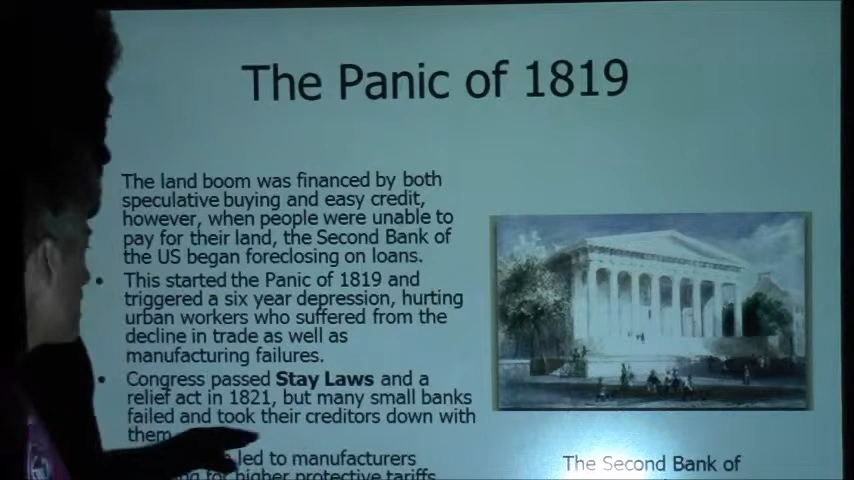 The Panic of 1819
The land boom was financed by both
speculative buying and easy credit,
however, when people were unable to
pay for their land, the Second Bank of
the US began foreclosing on loans.
• This started the Panic of 1819 and
triggered a six year depression, hurting
urban workers who suffered from the
decline in trade as well as
manufacturing failures.
• Congress passed Stay Laws and a
relief act in 1821, but many small banks
failed and took their creditors down with
them
led to manufacturers
for higher protective tariffs
The Second Bank of